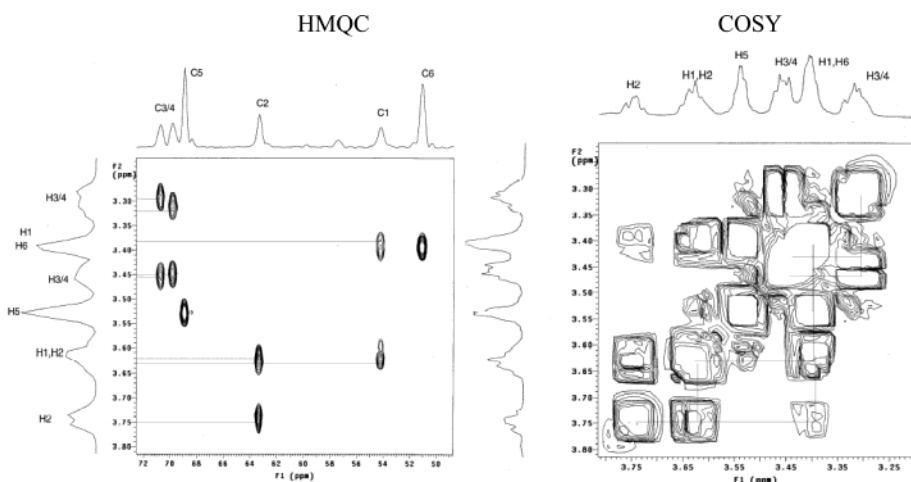 HMQC
C5
C6
C3/4
C2
C1
F2
(ppm)
H3/4
H1
H6
H3/4
H5
H1,H2
H2
3.30
3.35
3.40
3.45
3.50
3.55
3.60
3.65
3.70
3.75
3.80
72 70 68 66 64 62 60 58 56 54 52 50
F1 (ppm)
COSY
H2
H1,H2
H5
H3/4
H1,H6
H3/4
F2
(ppm)
3.30
3.35
3.40
3.45
3.50
3.55
3.60
3.65
3.70
3.75
3.80
3.75 3.65 3.55 3.45 3.35 3.25
F1 (ppm)